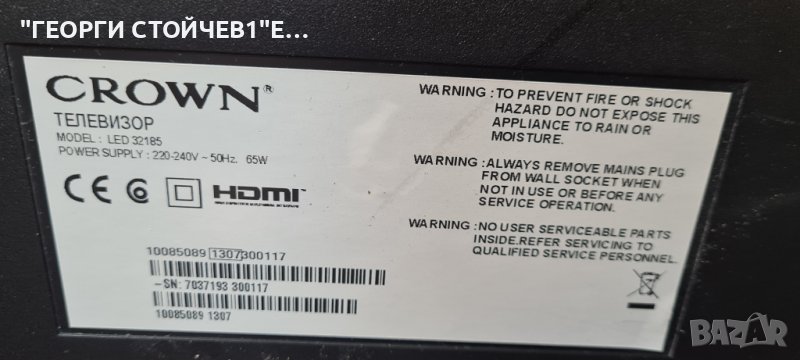 "ГЕОРГИ СТОЙЧЕВ1"Е...
CROWN®
ТЕЛЕВИЗОР
MODEL : LED 32185
POWER SUPPLY : 220-240V ~ 50Hz. 65W
CE
HDMI
WARNING : TO PREVENT FIRE OR SHOCK
HAZARD DO NOT EXPOSE THIS
APPLIANCE TO RAIN OR
MOISTURE.
WARNING : ALWAYS REMOVE MAINS PLUG
FROM WALL SOCKET WHEN
NOT IN USE OR BEFORE ANY
SERVICE OPERATION.
WARNING : NO USER SERVICEABLE PARTS
INSIDE.REFER SERVICING TO
QUALIFIED SERVICE PERSONNEL.
10085089 1307 300117
-SN: 7037193 300117
10085089 1307
BAZAR